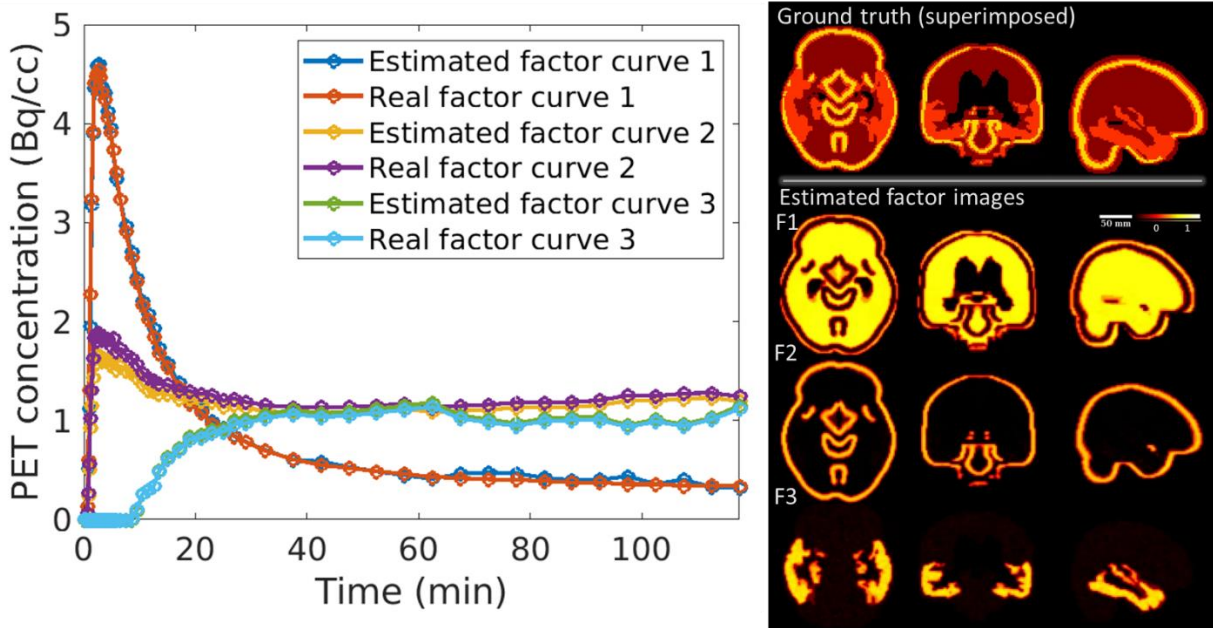 PET concentration (Bq/cc)
5
4
3
2
1
0
0
20
40
60
80
100
Time (min)
Estimated factor curve 1
Real factor curve 1
Estimated factor curve 2
Real factor curve 2
Estimated factor curve 3
Real factor curve 3
Ground truth (superimposed)
Estimated factor images
F1
50 mm
0 1
F2
F3